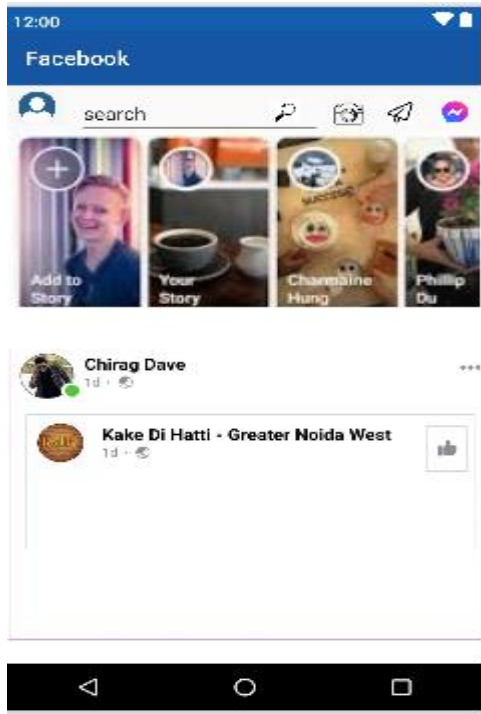 12:00
Facebook
search
Add to
Story
Your
Story
Charmaine
Hung
Phillip
Du
Chirag Dave
1d ·
Kake Di Hatti - Greater Noida West
1d ·